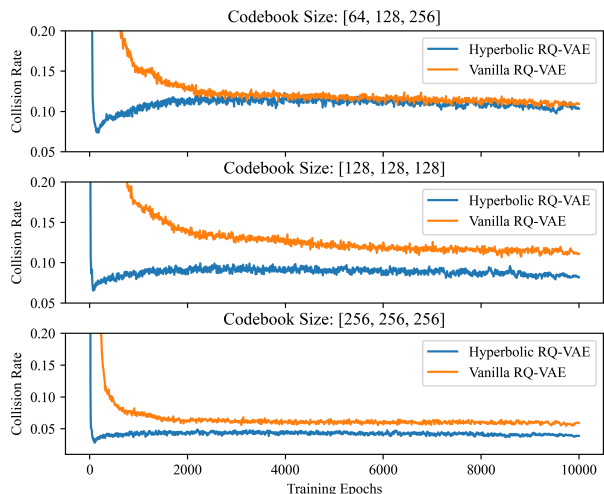 Codebook Size: [64, 128, 256]
0.20
0.15
0.10
0.05
Collision Rate
Hyperbolic RQ-VAE
Vanilla RQ-VAE
Codebook Size: [128, 128, 128]
0.20
0.15
0.10
0.05
Collision Rate
Hyperbolic RQ-VAE
Vanilla RQ-VAE
Codebook Size: [256, 256, 256]
0.20
0.15
0.10
0.05
Collision Rate
Hyperbolic RQ-VAE
Vanilla RQ-VAE
0 2000 4000 6000 8000 10000
Training Epochs